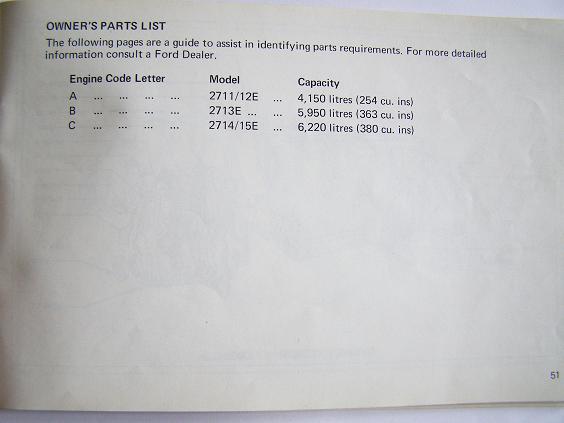 OWNER'S PARTS LIST
The following pages are a guide to assist in identifying parts requirements. For more detailed
information consult a Ford Dealer.
Engine Code Letter Model Capacity
A ... ... ... ... 2711/12E ... 4,150 litres (254 cu. ins)
B ... ... ... ... 2713E ... ... 5,950 litres (363 cu. ins)
C ... ... ... ... 2714/15E ... 6,220 litres (380 cu. ins)
51